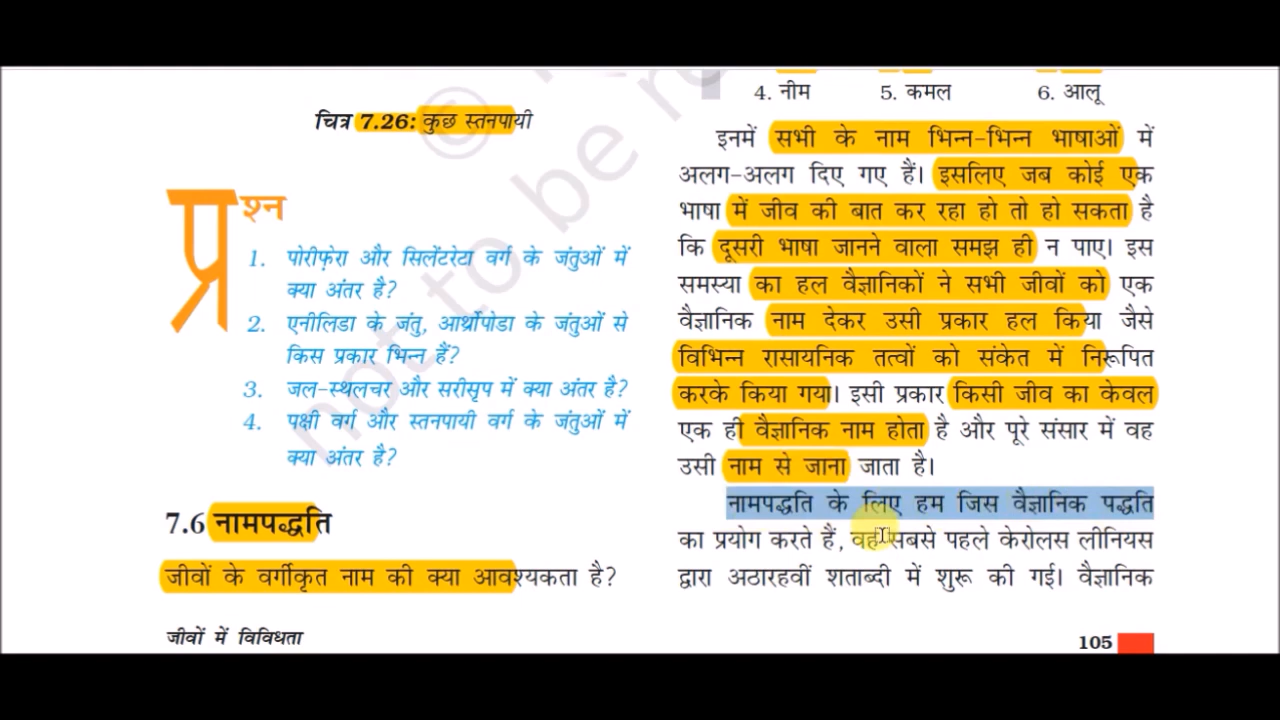 चित्र 7.26: कुछ स्तनपायी
प्रश्न
1. पोरीफ़ेरा और सिलेंटरेटा वर्ग के जंतुओं में
क्या अंतर है?
2. एनीलिडा के जंतु, आर्थ्रोपोडा के जंतुओं से
किस प्रकार भिन्न हैं?
3. जल-स्थलचर और सरीसृप में क्या अंतर है?
4. पक्षी वर्ग और स्तनपायी वर्ग के जंतुओं में
क्या अंतर है?
7.6 नामपद्धति
जीवों के वर्गीकृत नाम की क्या आवश्यकता है?
जीवों में विविधता
4. नीम 5. कमल 6. आलू
इनमें सभी के नाम भिन्न-भिन्न भाषाओं में
अलग-अलग दिए गए हैं। इसलिए जब कोई एक
भाषा में जीव की बात कर रहा हो तो हो सकता है
कि दूसरी भाषा जानने वाला समझ ही न पाए। इस
समस्या का हल वैज्ञानिकों ने सभी जीवों को एक
वैज्ञानिक नाम देकर उसी प्रकार हल किया जैसे
विभिन्न रासायनिक तत्वों को संकेत में निरूपित
करके किया गया। इसी प्रकार किसी जीव का केवल
एक ही वैज्ञानिक नाम होता है और पूरे संसार में वह
उसी नाम से जाना जाता है।
नामपद्धति के लिए हम जिस वैज्ञानिक पद्धति
का प्रयोग करते हैं, वह सबसे पहले केरोलस लीनियस
द्वारा अठारहवीं शताब्दी में शुरू की गई। वैज्ञानिक
105
not to be re
©